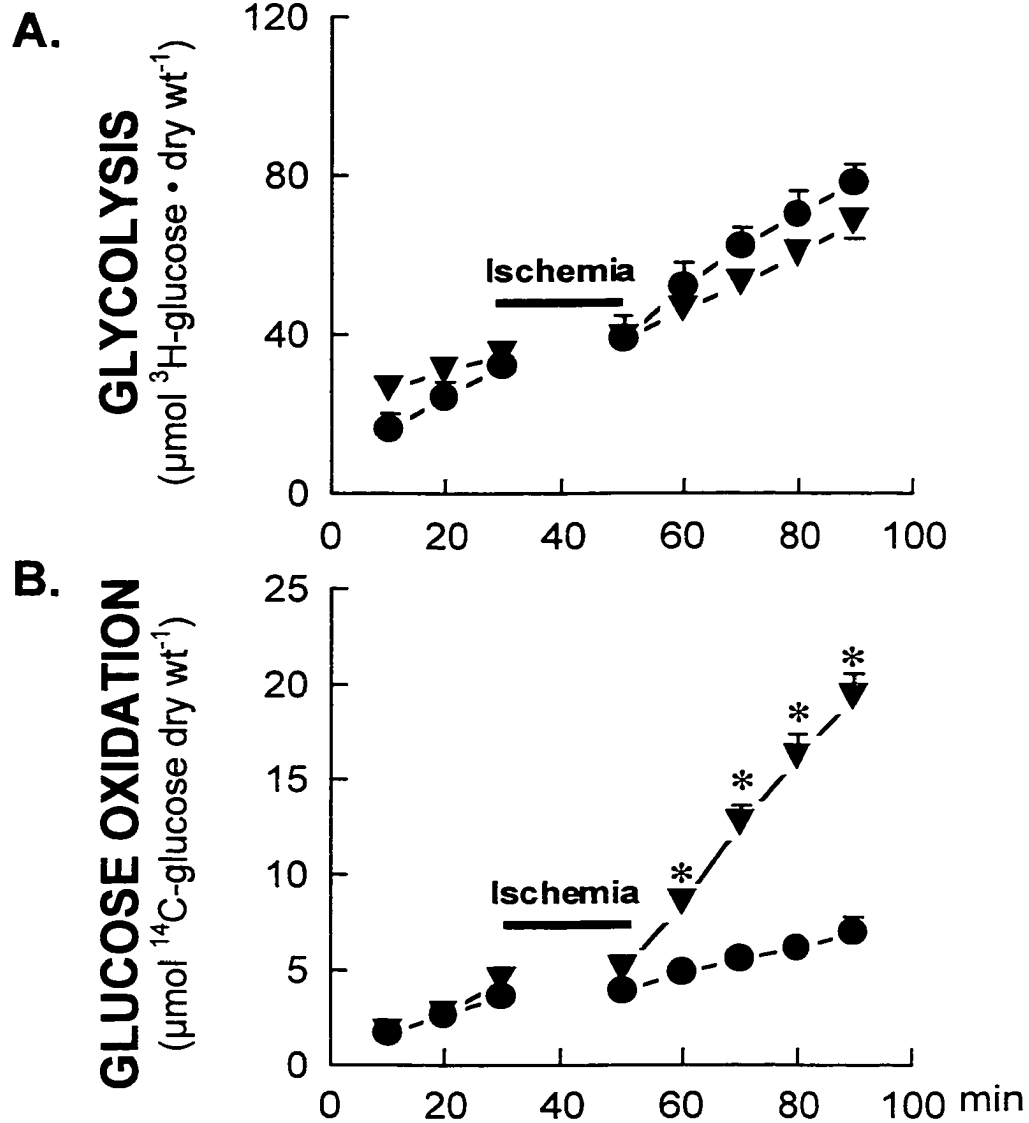 A.
GLYCOLYSIS
(µmol ³H-glucose • dry wt⁻¹)
120
80
40
0
Ischemia
0 20 40 60 80 100
B.
GLUCOSE OXIDATION
(µmol ¹⁴C-glucose dry wt⁻¹)
25
20
15
10
5
0
Ischemia
*
*
*
*
0 20 40 60 80 100 min